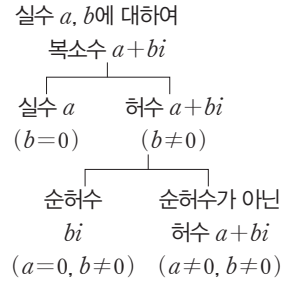 실수 a, b에 대하여
복소수 a+bi
실수 a 허수 a+bi
(b=0) (b≠0)
순허수 순허수가 아닌
bi 허수 a+bi
(a=0, b≠0) (a≠0, b≠0)